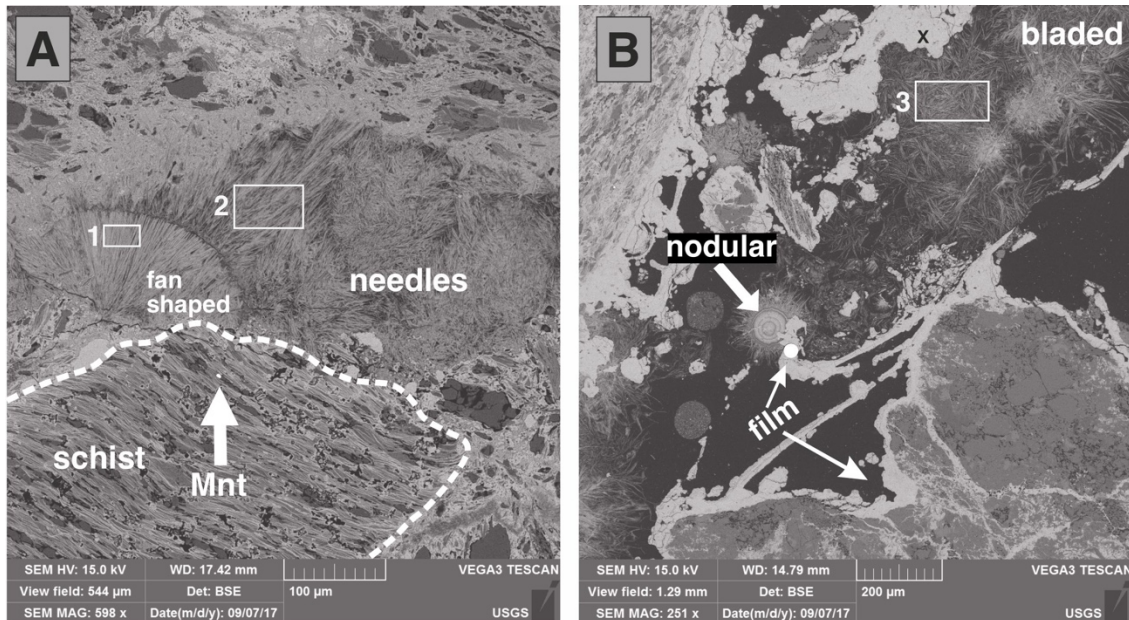 A
1
2
fan
shaped
needles
schist
Mnt
SEM HV: 15.0 kV
WD: 17.42 mm
VEGA3 TESCAN
View field: 544 µm
Det: BSE
100 µm
SEM MAG: 598 x
Date(m/d/y): 09/07/17
USGS
B
x
bladed
3
nodular
film
SEM HV: 15.0 kV
WD: 14.79 mm
VEGA3 TESCAN
View field: 1.29 mm
Det: BSE
200 µm
SEM MAG: 251 x
Date(m/d/y): 09/07/17
USGS